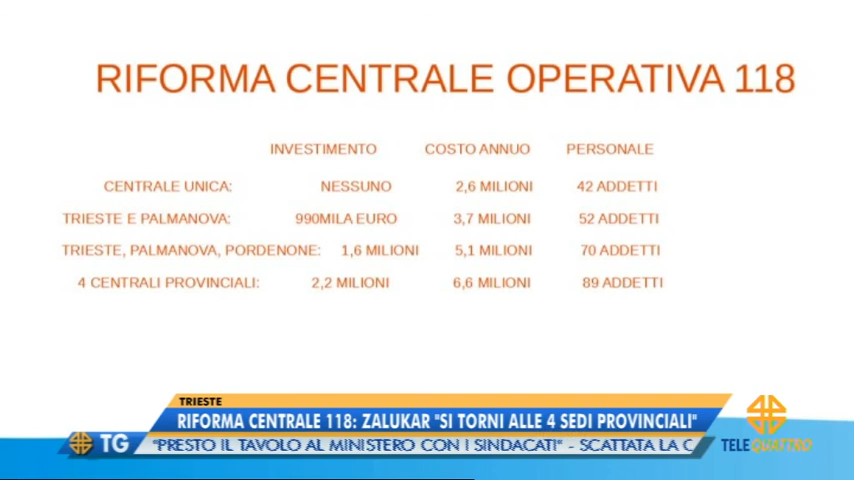 RIFORMA CENTRALE OPERATIVA 118
INVESTIMENTO COSTO ANNUO PERSONALE
CENTRALE UNICA: NESSUNO 2,6 MILIONI 42 ADDETTI
TRIESTE E PALMANOVA: 990MILA EURO 3,7 MILIONI 52 ADDETTI
TRIESTE, PALMANOVA, PORDENONE: 1,6 MILIONI 5,1 MILIONI 70 ADDETTI
4 CENTRALI PROVINCIALI: 2,2 MILIONI 6,6 MILIONI 89 ADDETTI
TRIESTE
RIFORMA CENTRALE 118: ZALUKAR "SI TORNI ALLE 4 SEDI PROVINCIALI"
TG "PRESTO IL TAVOLO AL MINISTERO CON I SINDACATI" - SCATTATA LA C
TELEQUATTRO